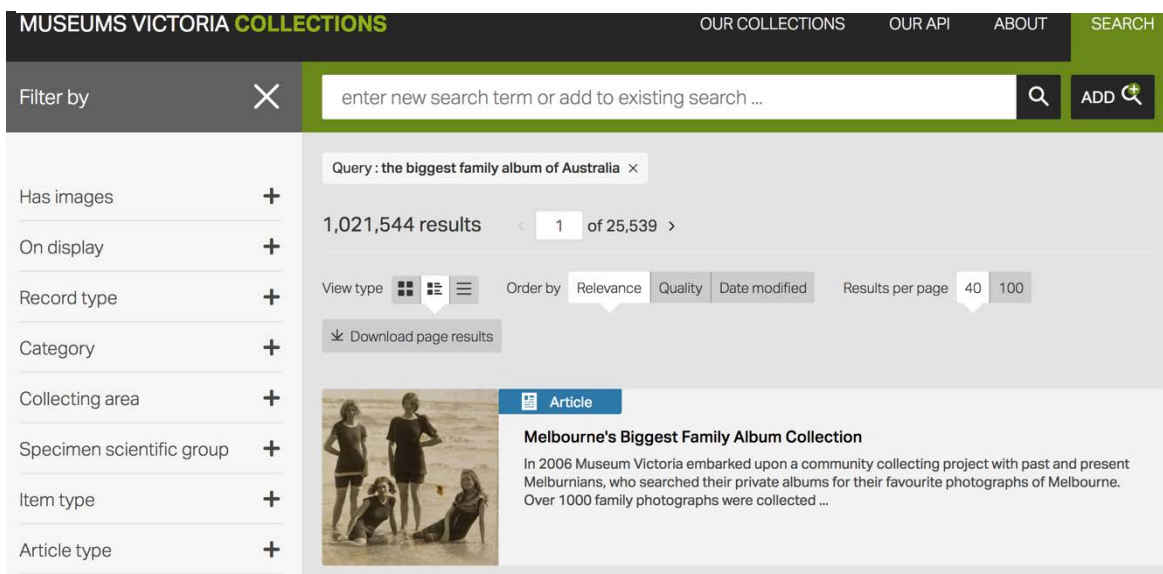 MUSEUMS VICTORIA COLLECTIONS
OUR COLLECTIONS OUR API ABOUT SEARCH
Filter by
enter new search term or add to existing search ...
ADD
Has images
On display
Record type
Category
Collecting area
Specimen scientific group
Item type
Article type
Query : the biggest family album of Australia ×
1,021,544 results < 1 of 25,539 >
View type Order by Relevance Quality Date modified Results per page 40 100
Download page results
Article
Melbourne's Biggest Family Album Collection
In 2006 Museum Victoria embarked upon a community collecting project with past and present
Melburnians, who searched their private albums for their favourite photographs of Melbourne.
Over 1000 family photographs were collected ...